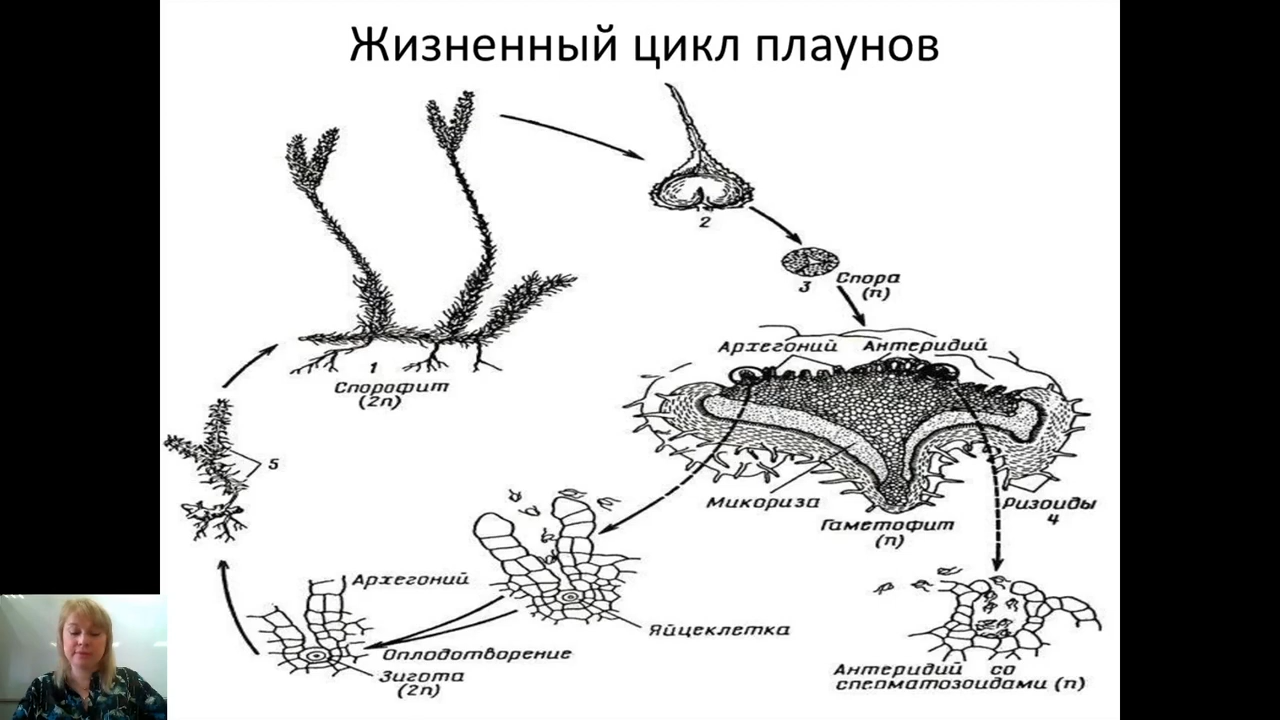 Жизненный цикл плаунов
2
3
Спора
(n)
Архегоний Антеридий
1
Спорофит
(2n)
5
Микориза
Ризоиды
4
Гаметофит
(n)
Архегоний
Яйцеклетка
Оплодотворение
Зигота
(2n)
Антеридий со
сперматозоидами (n)